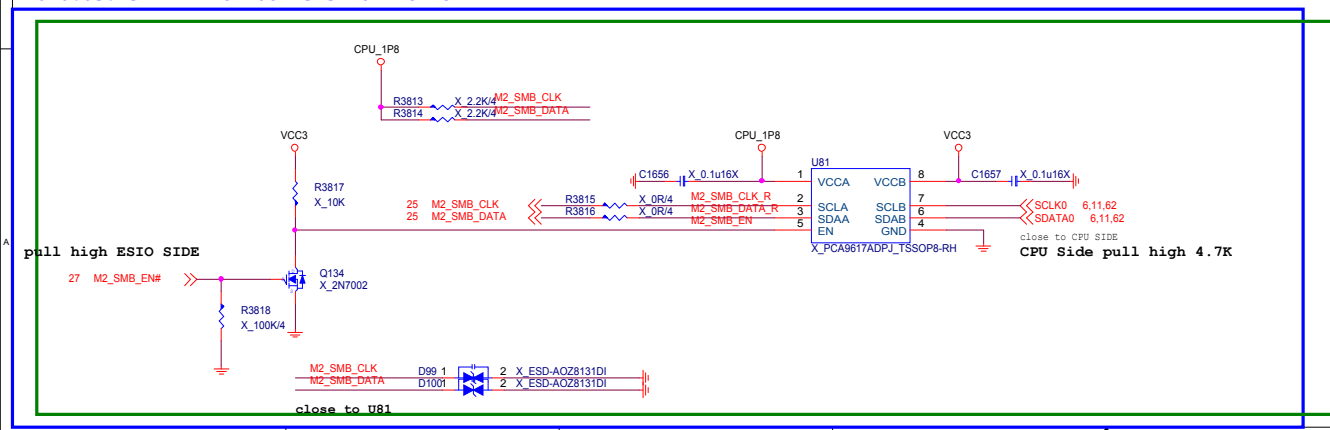 CPU_1P8
R3813 X_2.2K/4 M2_SMB_CLK
R3814 X_2.2K/4 M2_SMB_DATA
VCC3
R3817
X_10K
CPU_1P8
VCC3
U81
C1656 X_0.1u16X 1 VCCA VCCB 8 C1657 X_0.1u16X
25 M2_SMB_CLK R3815 X_0R/4 M2_SMB_CLK_R 2 SCLA SCLB 7 SCLK0 6,11,62
25 M2_SMB_DATA R3816 X_0R/4 M2_SMB_DATA_R 3 SDAA SDAB 6 SDATA0 6,11,62
M2_SMB_EN 5 EN GND 4
close to CPU SIDE
X_PCA9617ADPJ_TSSOP8-RH
CPU Side pull high 4.7K
A
pull high ESIO SIDE
27 M2_SMB_EN#
Q134
X_2N7002
R3818
X_100K/4
M2_SMB_CLK D99 1 2 X_ESD-AOZ8131DI
M2_SMB_DATA D100 1 2 X_ESD-AOZ8131DI
close to U81